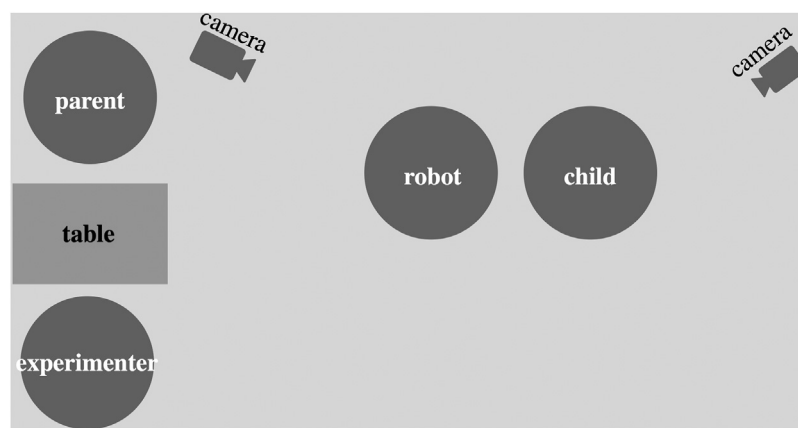 camera
camera
parent
robot
child
table
experimenter